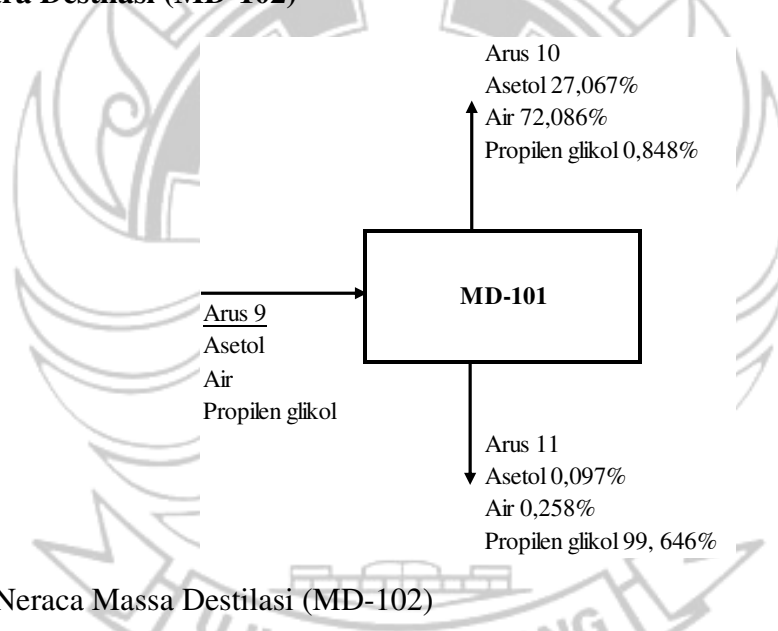 Destilasi (MD-102)
Arus 10
Asetol 27,067%
Air 72,086%
Propilen glikol 0,848%
MD-101
Arus 9
Asetol
Air
Propilen glikol
Arus 11
Asetol 0,097%
Air 0,258%
Propilen glikol 99, 646%
Neraca Massa Destilasi (MD-102)